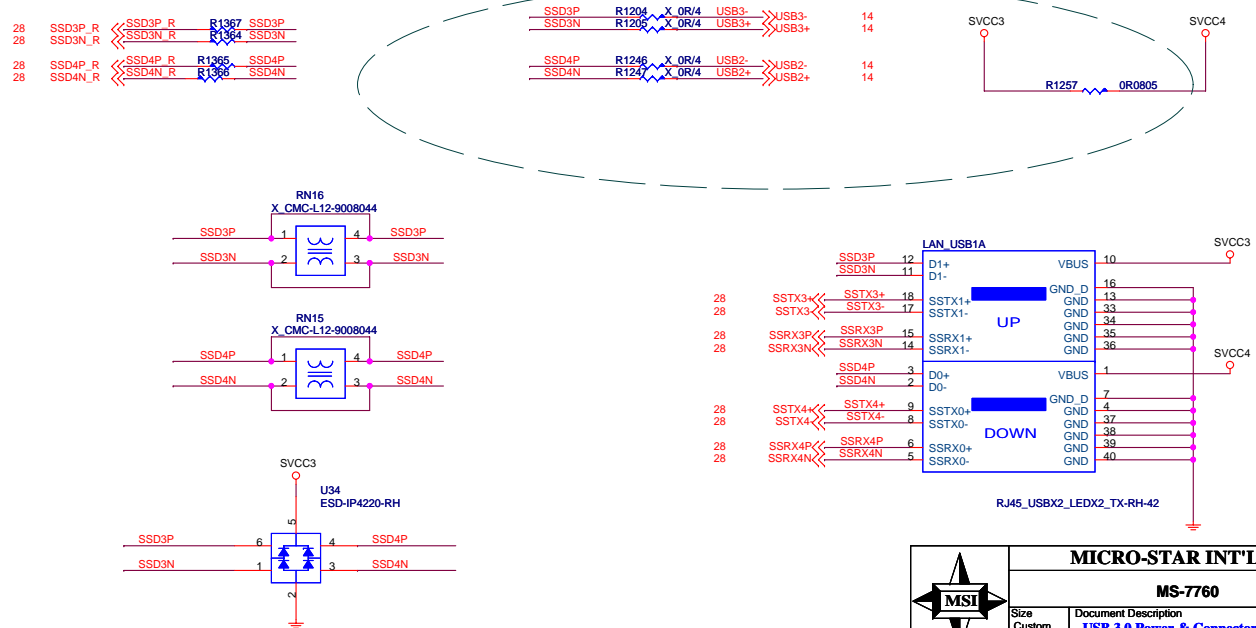 28 SSD3P_R SSD3P_R R1367 SSD3P
28 SSD3N_R SSD3N_R R1364 SSD3N
28 SSD4P_R SSD4P_R R1365 SSD4P
28 SSD4N_R SSD4N_R R1366 SSD4N
SSD3P R1204 X_0R/4 USB3- USB3- 14
SSD3N R1205 X_0R/4 USB3+ USB3+ 14
SSD4P R1246 X_0R/4 USB2- USB2- 14
SSD4N R1247 X_0R/4 USB2+ USB2+ 14
SVCC3 SVCC4
R1257 0R0805
RN16
X_CMC-L12-9008044
SSD3P 1 4 SSD3P
SSD3N 2 3 SSD3N
RN15
X_CMC-L12-9008044
SSD4P 1 4 SSD4P
SSD4N 2 3 SSD4N
SVCC3
U34
ESD-IP4220-RH
5
SSD3P 6 4 SSD4P
SSD3N 1 3 SSD4N
2
LAN_USB1A
SVCC3
SSD3P 12 D1+ VBUS 10
SSD3N 11 D1-
GND_D 16
28 SSTX3+ SSTX3+ 18 SSTX1+ GND 13
28 SSTX3- SSTX3- 17 SSTX1- GND 33
UP GND 34
28 SSRX3P SSRX3P 15 SSRX1+ GND 35
28 SSRX3N SSRX3N 14 SSRX1- GND 36
SVCC4
SSD4P 3 D0+ VBUS 1
SSD4N 2 D0-
GND_D 7
28 SSTX4+ SSTX4+ 9 SSTX0+ GND 4
28 SSTX4- SSTX4- 8 SSTX0- GND 37
DOWN GND 38
28 SSRX4P SSRX4P 6 SSRX0+ GND 39
28 SSRX4N SSRX4N 5 SSRX0- GND 40
RJ45_USBX2_LEDX2_TX-RH-42
MSI
MICRO-STAR INT'L
MS-7760
Size Document Description
Custom USB 3.0 Power & Connector